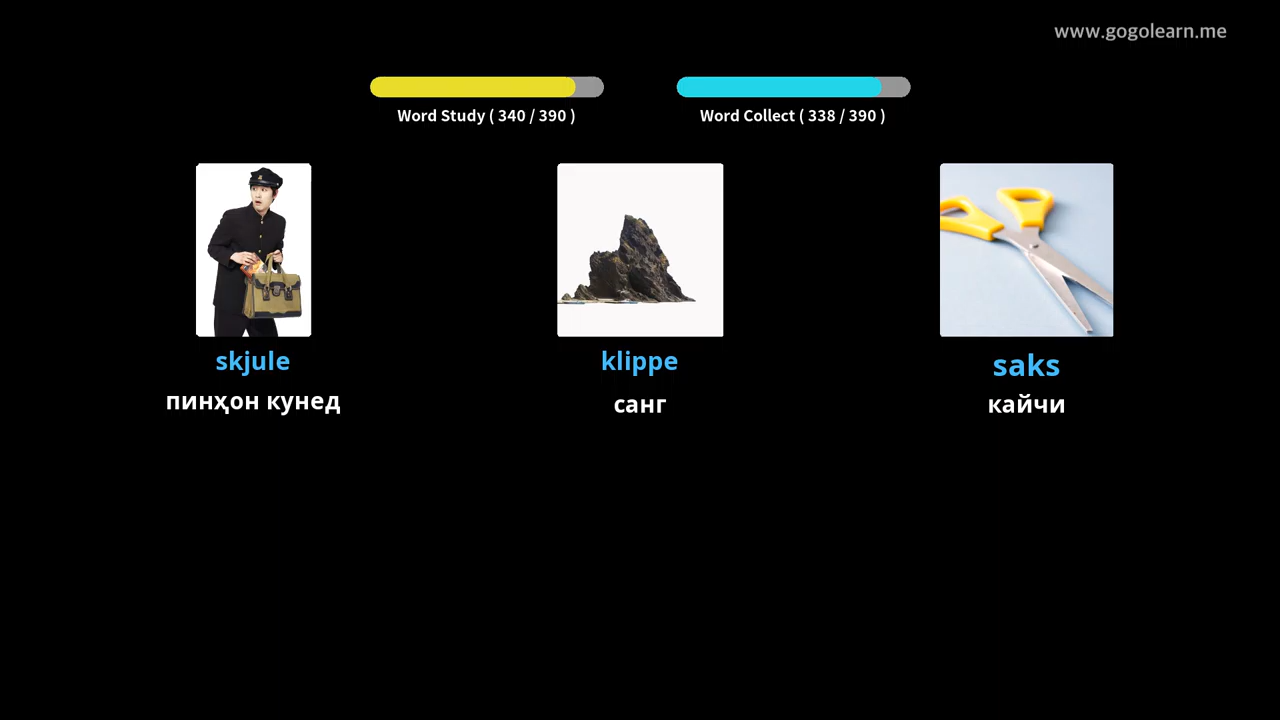 www.gogolearn.me
Word Study ( 340 / 390 )
Word Collect ( 338 / 390 )
skjule
klippe
saks
пинҳон кунед
санг
кайчи